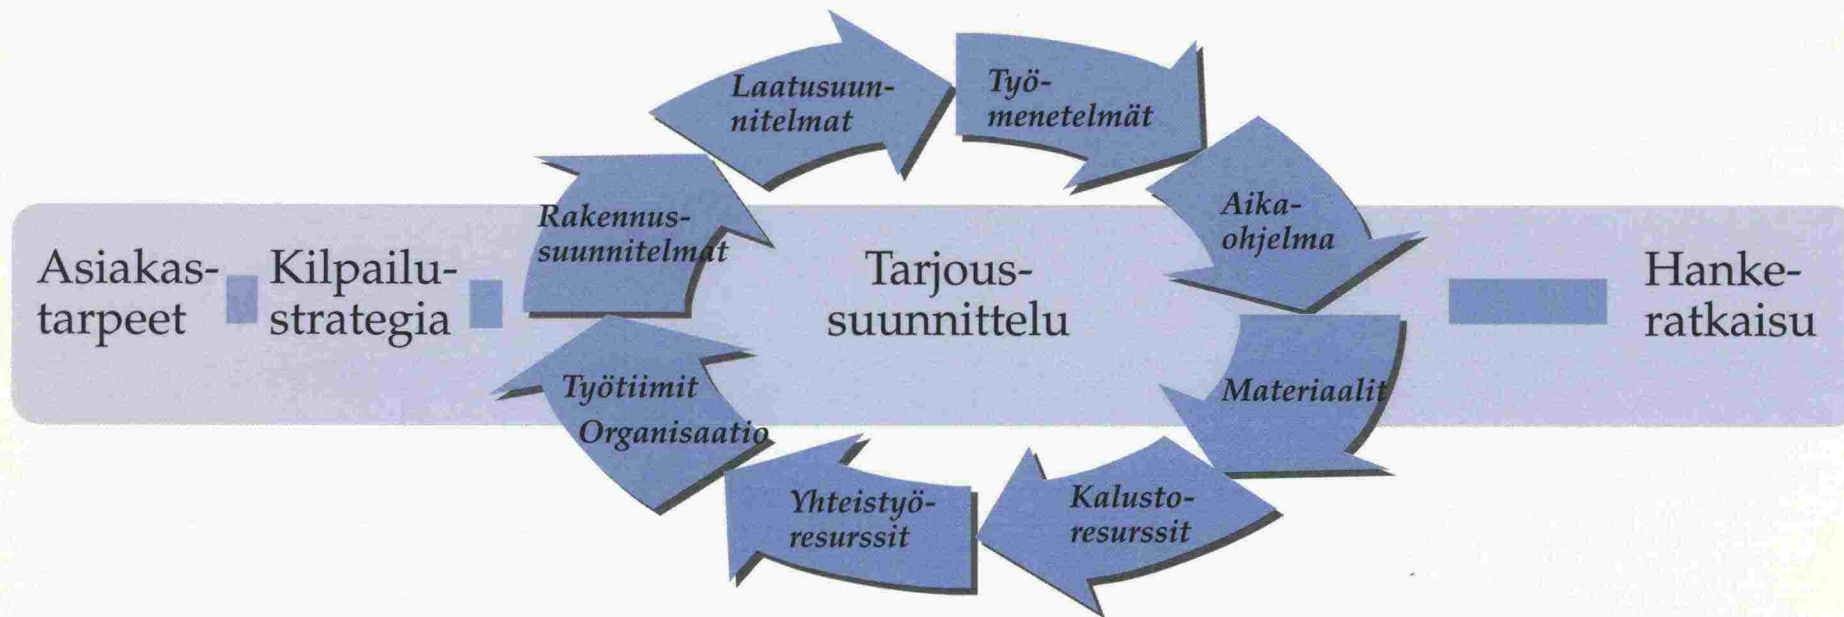 Laatusuun-
nitelmat
Työ-
menetelmät
Rakennus-
suunnitelmat
Aika-
ohjelma
Asiakas-
tarpeet
Kilpailu-
strategia
Tarjous-
suunnittelu
Hanke-
ratkaisu
Työtiimit
Organisaatio
Materiaalit
Yhteistyö-
resurssit
Kalusto-
resurssit